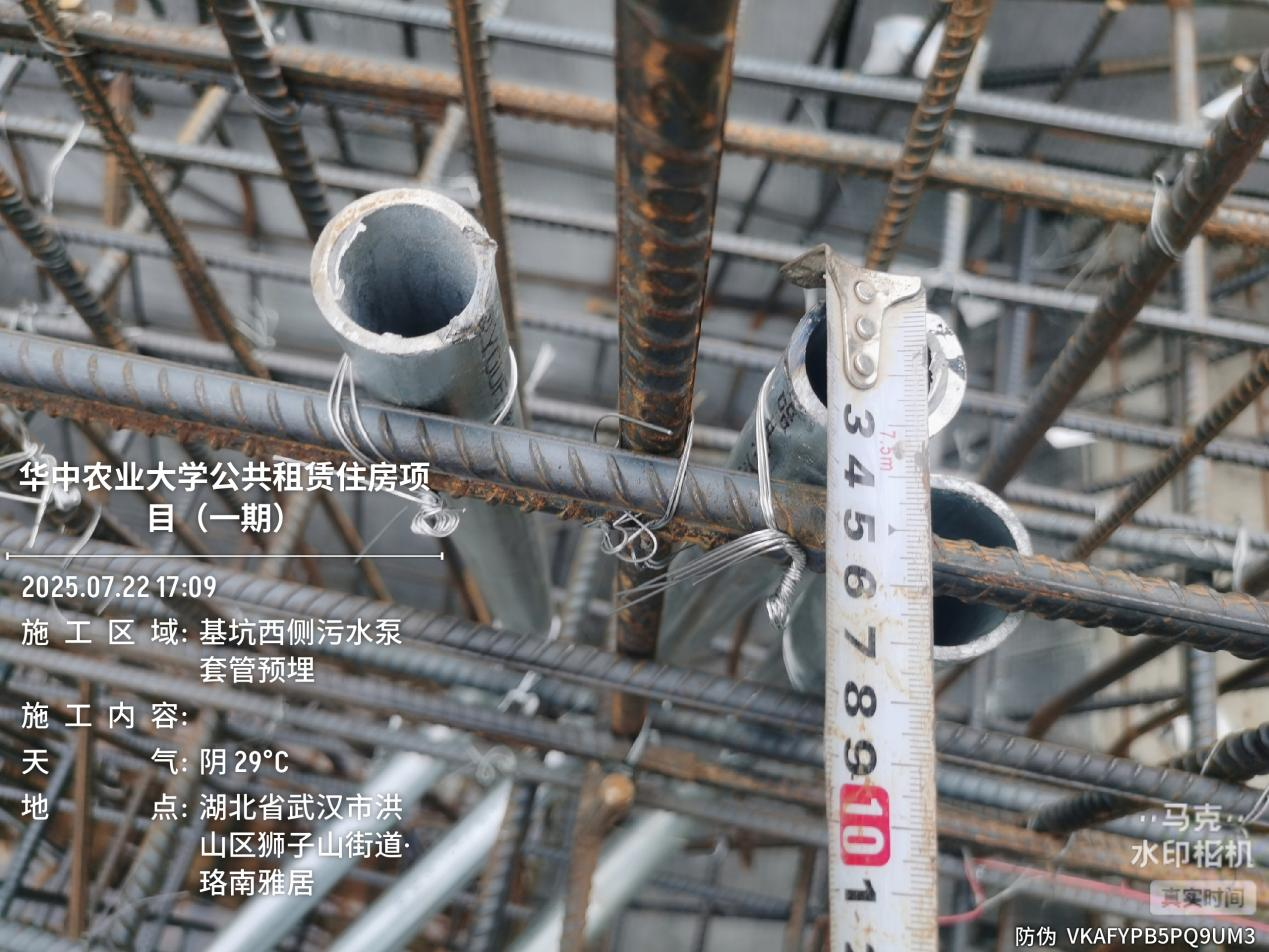 华中农业大学公共租赁住房项
目（一期）
2025.07.22 17:09
施工区域: 基坑西侧污水泵
套管预埋
施工内容:
天气: 阴 29°C
地点: 湖北省武汉市洪
山区狮子山街道·
珞南雅居
7.5m
3
4
5
6
7
8
9
10
1
马克
水印相机
真实时间
防伪 VKAFYPB5PQ9UM3